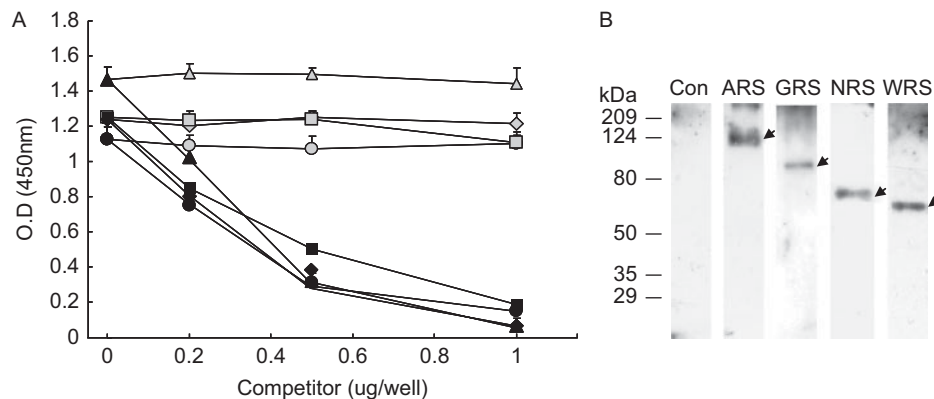 A
1.8
1.6
1.4
1.2
1.0
0.8
0.6
0.4
0.2
0
O.D (450nm)
0 0.2 0.4 0.6 0.8 1
Competitor (ug/well)
B
Con ARS GRS NRS WRS
kDa
209 —
124 —
80 —
50 —
35 —
29 —